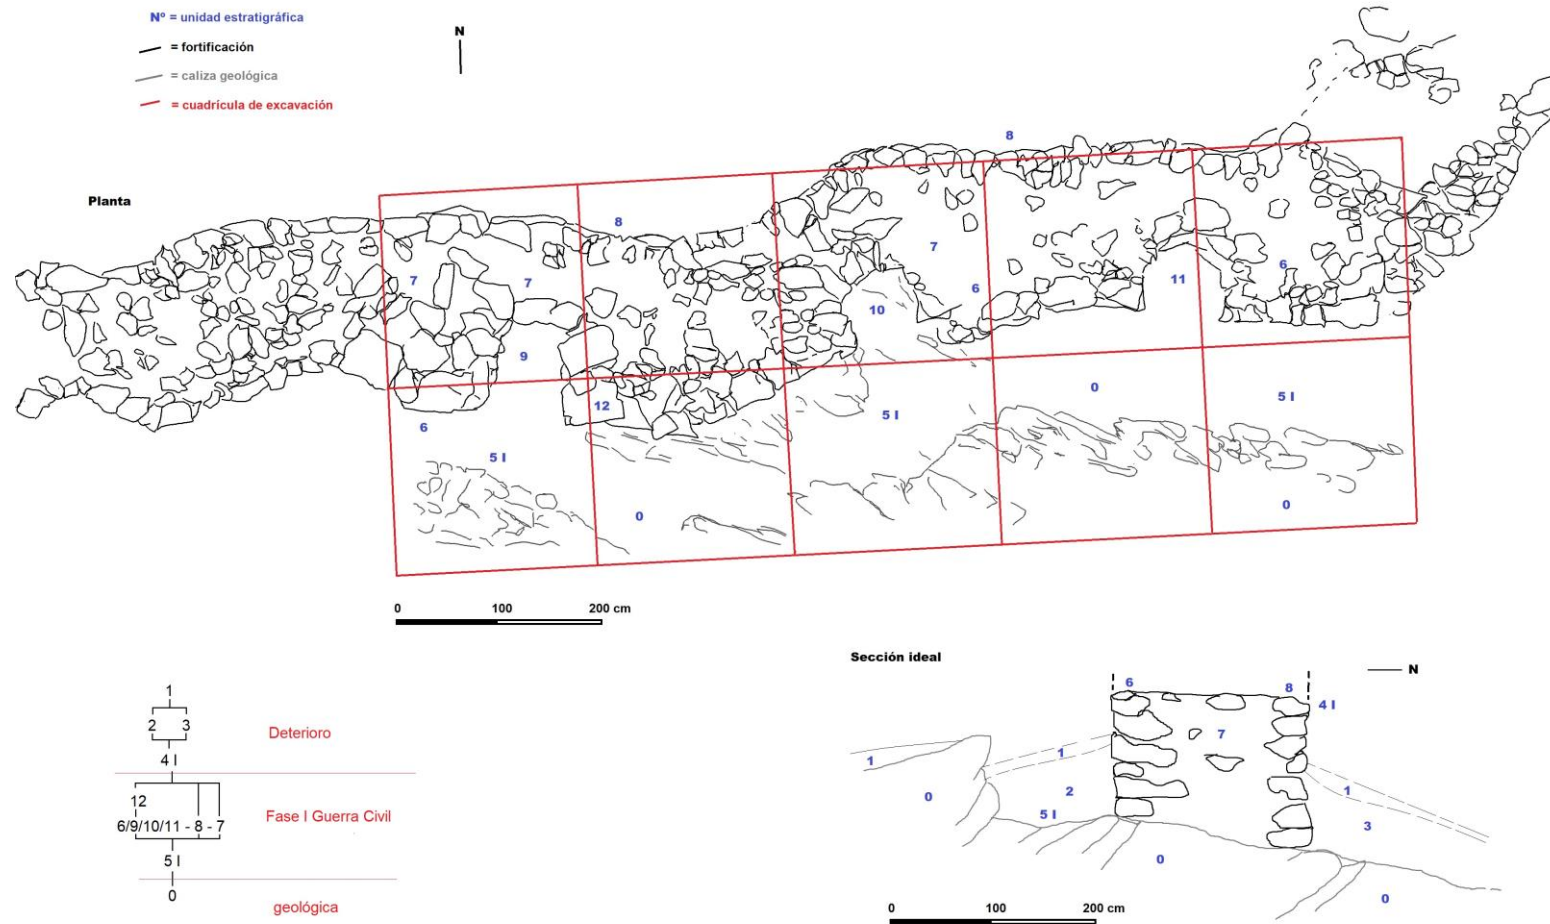 Nº = unidad estratigráfica
= fortificación
= caliza geológica
= cuadrícula de excavación
N
Planta
8
8
7
7
7
6
6
11
10
9
12
0
5 I
5 I
6
5 I
0
0
0 100 200 cm
Sección ideal
N
6
8
4 I
7
1
1
0
2
5 I
1
3
0
0
0 100 200 cm
1
2 3
Deterioro
4 I
12
6/9/10/11 - 8 - 7
Fase I Guerra Civil
5 I
0
geológica